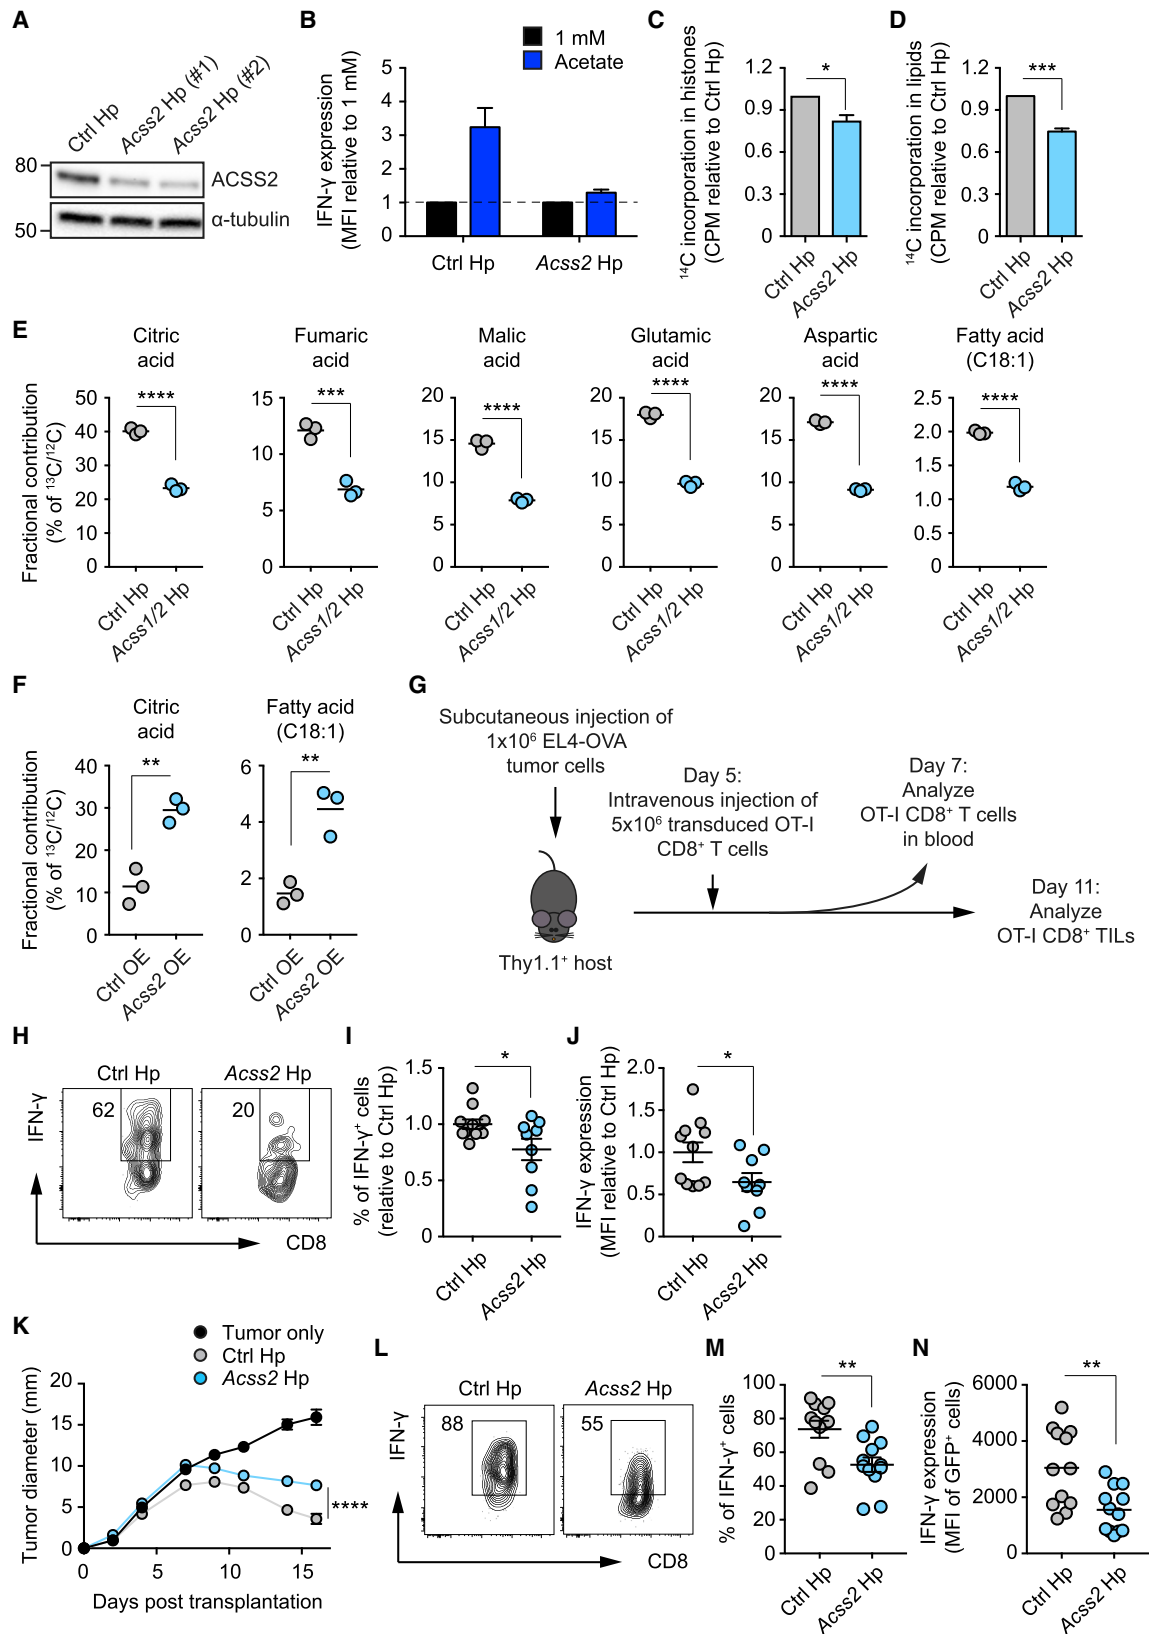 A
Ctrl Hp
Acss2 Hp (#1)
Acss2 Hp (#2)
80
ACSS2
50
α-tubulin
B
1 mM
Acetate
IFN-γ expression
(MFI relative to 1 mM)
5
4
3
2
1
0
Ctrl Hp
Acss2 Hp
C
¹⁴C incorporation in histones
(CPM relative to Ctrl Hp)
1.2
0.9
0.6
0.3
0
*
Ctrl Hp
Acss2 Hp
D
¹⁴C incorporation in lipids
(CPM relative to Ctrl Hp)
1.2
0.9
0.6
0.3
0
***
Ctrl Hp
Acss2 Hp
E
Fractional contribution
(% of ¹³C/¹²C)
Citric
acid
50
40
30
20
10
0
****
Ctrl Hp
Acss1/2 Hp
Fumaric
acid
15
10
5
0
***
Ctrl Hp
Acss1/2 Hp
Malic
acid
20
15
10
5
0
****
Ctrl Hp
Acss1/2 Hp
Glutamic
acid
20
15
10
5
0
****
Ctrl Hp
Acss1/2 Hp
Aspartic
acid
20
15
10
5
0
****
Ctrl Hp
Acss1/2 Hp
Fatty acid
(C18:1)
2.5
2.0
1.5
1.0
0.5
0
****
Ctrl Hp
Acss1/2 Hp
F
Fractional contribution
(% of ¹³C/¹²C)
Citric
acid
40
30
20
10
0
**
Ctrl OE
Acss2 OE
Fatty acid
(C18:1)
6
4
2
0
**
Ctrl OE
Acss2 OE
G
Subcutaneous injection of
1x10⁶ EL4-OVA
tumor cells
Thy1.1⁺ host
Day 5:
Intravenous injection of
5x10⁶ transduced OT-I
CD8⁺ T cells
Day 7:
Analyze
OT-I CD8⁺ T cells
in blood
Day 11:
Analyze
OT-I CD8⁺ TILs
H
Ctrl Hp
Acss2 Hp
62
20
IFN-γ
CD8
I
% of IFN-γ⁺ cells
(relative to Ctrl Hp)
1.5
1.0
0.5
0
*
Ctrl Hp
Acss2 Hp
J
IFN-γ expression
(MFI relative to Ctrl Hp)
2.0
1.5
1.0
0.5
0
*
Ctrl Hp
Acss2 Hp
K
Tumor only
Ctrl Hp
Acss2 Hp
Tumor diameter (mm)
20
15
10
5
0
****
0
5
10
15
Days post transplantation
L
Ctrl Hp
Acss2 Hp
88
55
IFN-γ
CD8
M
% of IFN-γ⁺ cells
100
80
60
40
20
0
**
Ctrl Hp
Acss2 Hp
N
IFN-γ expression
(MFI of GFP⁺ cells)
6000
4000
2000
0
**
Ctrl Hp
Acss2 Hp